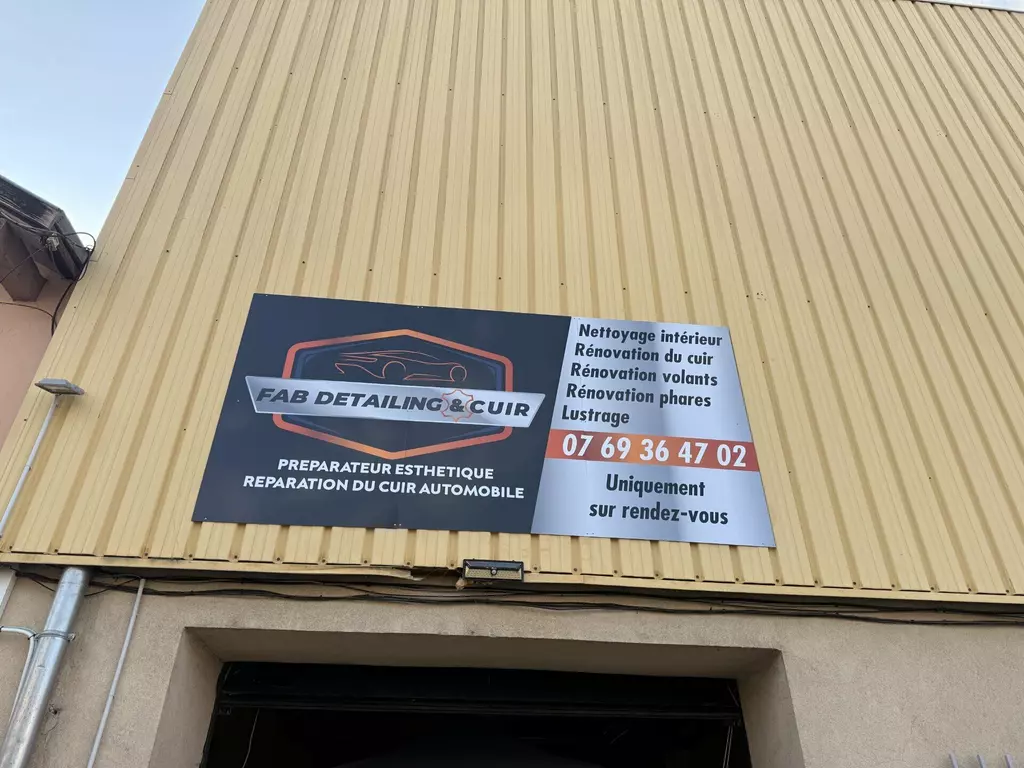 FAB DETAILING & CUIR
PREPARATEUR ESTHETIQUE
REPARATION DU CUIR AUTOMOBILE
Nettoyage intérieur
Rénovation du cuir
Rénovation volants
Rénovation phares
Lustrage
07 69 36 47 02
Uniquement
sur rendez-vous